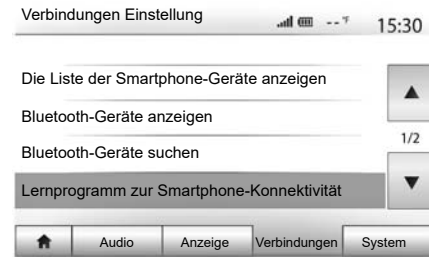 Verbindungen Einstellung
--°F 15:30
Die Liste der Smartphone-Geräte anzeigen
Bluetooth-Geräte anzeigen
1/2
Bluetooth-Geräte suchen
Lernprogramm zur Smartphone-Konnektivität
Audio Anzeige Verbindungen System